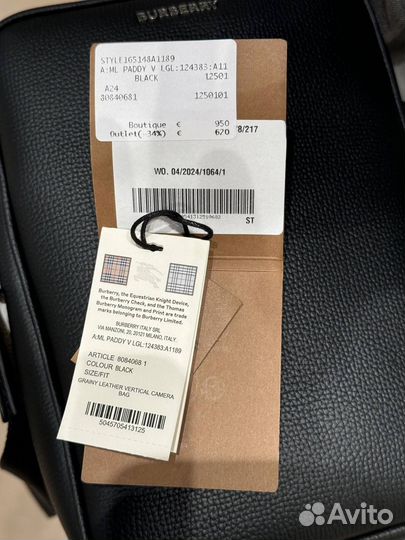 BURBERRY
STYLE165148A1189
A:ML PADDY V LGL:124383:A11
BLACK 12501
A24
80840681 1250101
Boutique € 950
Outlet(-34%) € 620
78/217
WO. 04/2024/1064/1
ST
Burberry, the Equestrian Knight Device,
the Burberry Check, and the Thomas
Burberry Monogram and Print are trade
marks belonging to Burberry Limited.
BURBERRY ITALY SRL
VIA MANZONI, 20, 20121 MILANO, ITALY.
A:ML PADDY V LGL:124383:A1189
ARTICLE 8084068 1
COLOUR BLACK
SIZE/FIT
GRAINY LEATHER VERTICAL CAMERA
BAG
5045705413125
Avito